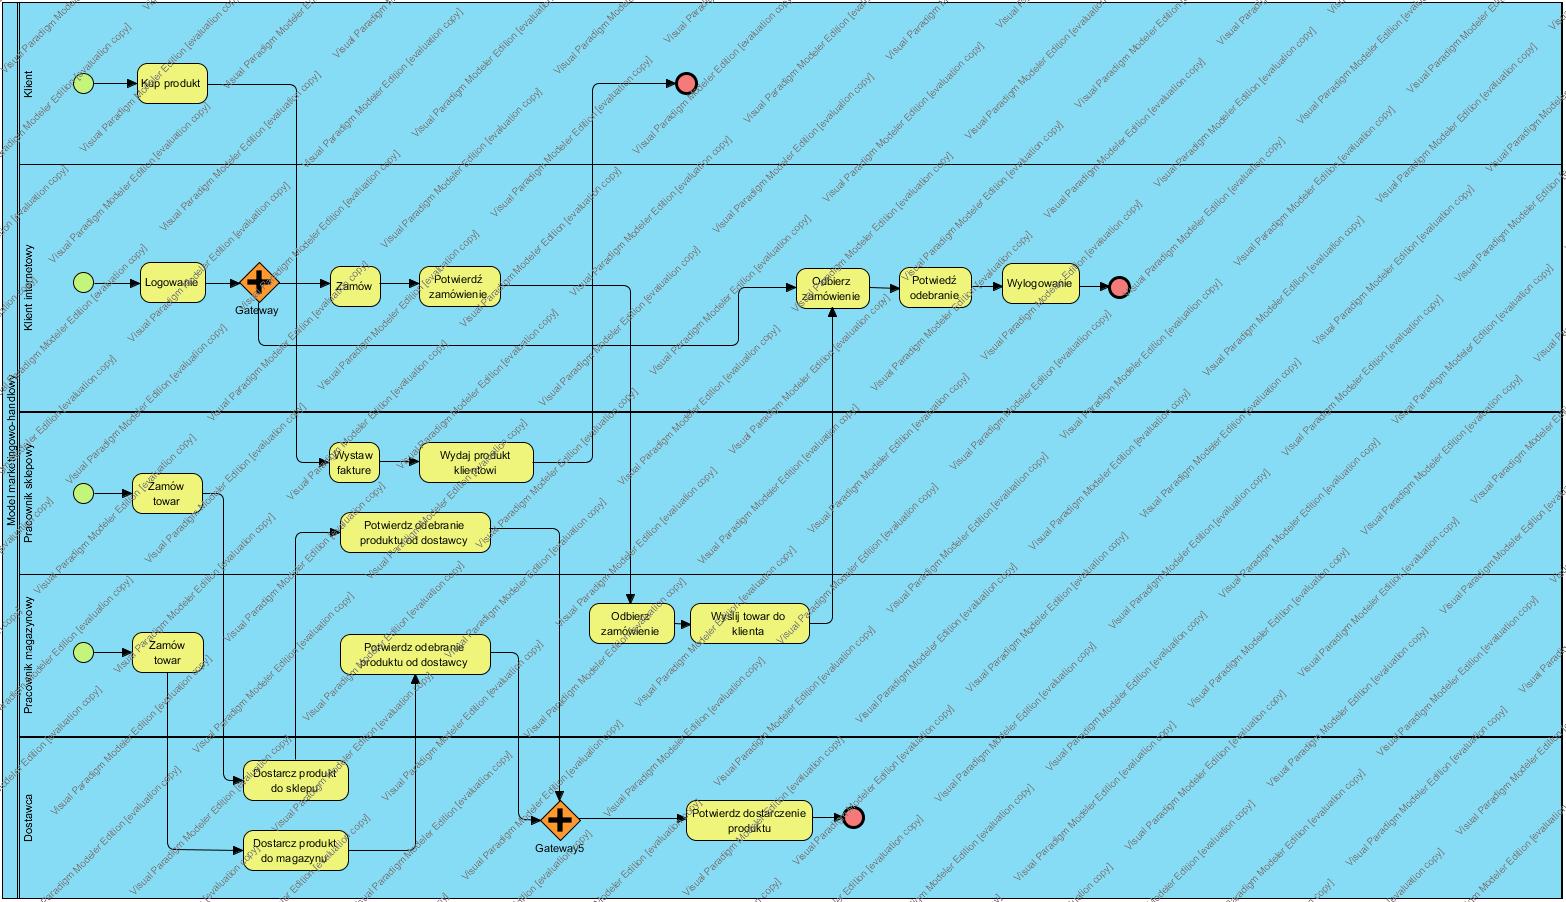 Model marketingowo-handlowy
Klient
Kup produkt
Klient internetowy
Logowanie
Gateway
Zamów
Potwierdź
zamówienie
Odbierz
zamówienie
Potwiedź
odebranie
Wylogowanie
Pracownik sklepowy
Zamów
towar
Wystaw
fakture
Wydaj produkt
klientowi
Potwierdz odebranie
produktu od dostawcy
Pracownik magazynowy
Zamów
towar
Potwierdz odebranie
produktu od dostawcy
Odbierz
zamówienie
Wyślij towar do
klienta
Dostawca
Dostarcz produkt
do sklepu
Dostarcz produkt
do magazynu
Gateway5
Potwierdz dostarczenie
produktu
Visual Paradigm Modeler Edition [evaluation copy]